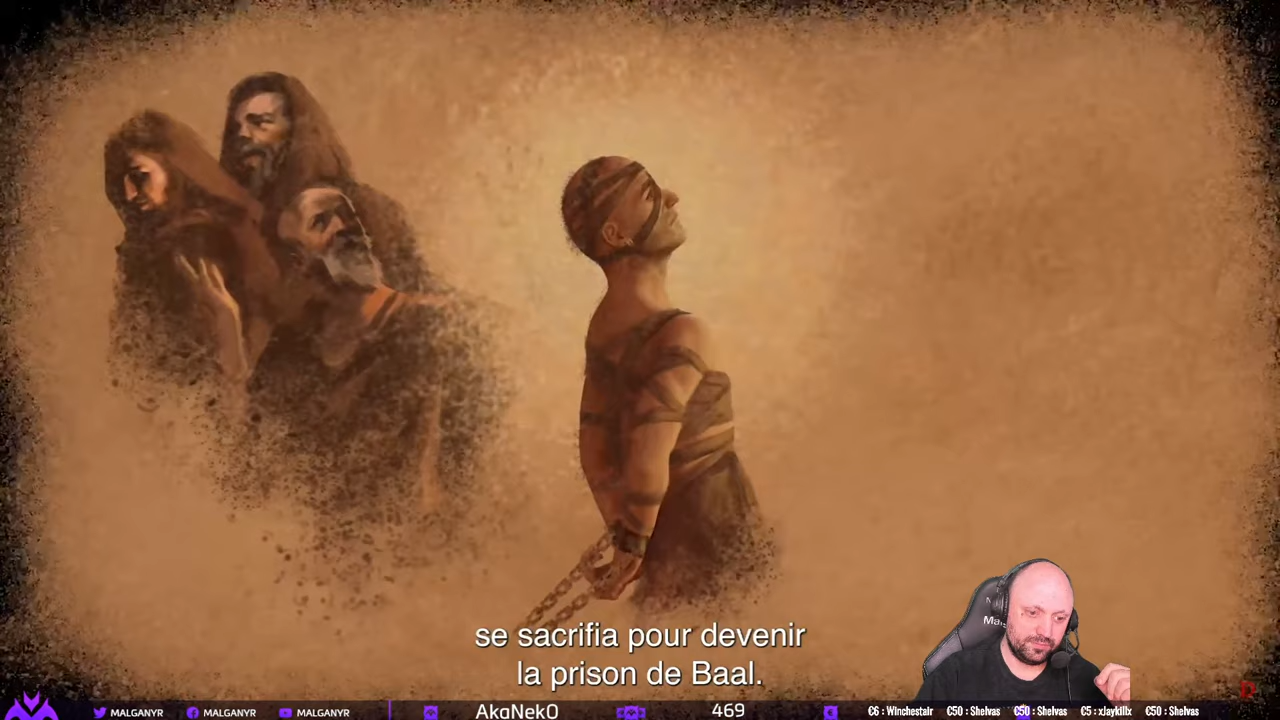 se sacrifia pour devenir
la prison de Baal.
MALGANYR
MALGANYR
MALGANYR
AkaNekO
469
€6 : Winchestair
€50 : Shelvas
€50 : Shelvas
€5 : xJaykillx
€50 : Shelvas